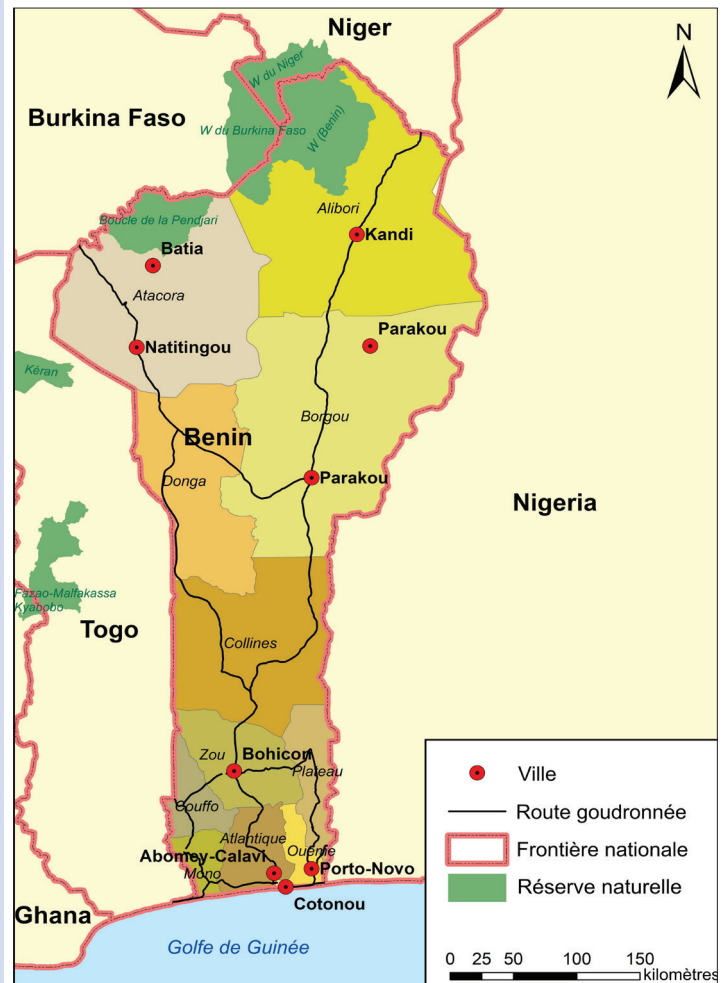 Niger
W du Niger
N
Burkina Faso
W du Burkina Faso
W (Benin)
Alibori
Boucle de la Pendjari
Kandi
Batia
Atacora
Parakou
Natitingou
Kéran
Borgou
Benin
Donga
Parakou
Nigeria
Fazao-Malfakassa
Kyabobo
Togo
Collines
Zou
Bohicon
Plateau
Couffo
Atlantique
Ouémé
Abomey-Calavi
Mono
Porto-Novo
Cotonou
Ghana
Golfe de Guinée
Ville
Route goudronnée
Frontière nationale
Réserve naturelle
0 25 50 100 150
kilomètres